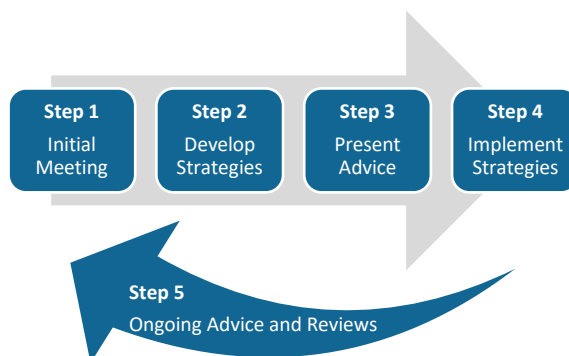 Step 1
Initial
Meeting
Step 2
Develop
Strategies
Step 3
Present
Advice
Step 4
Implement
Strategies
Step 5
Ongoing Advice and Reviews